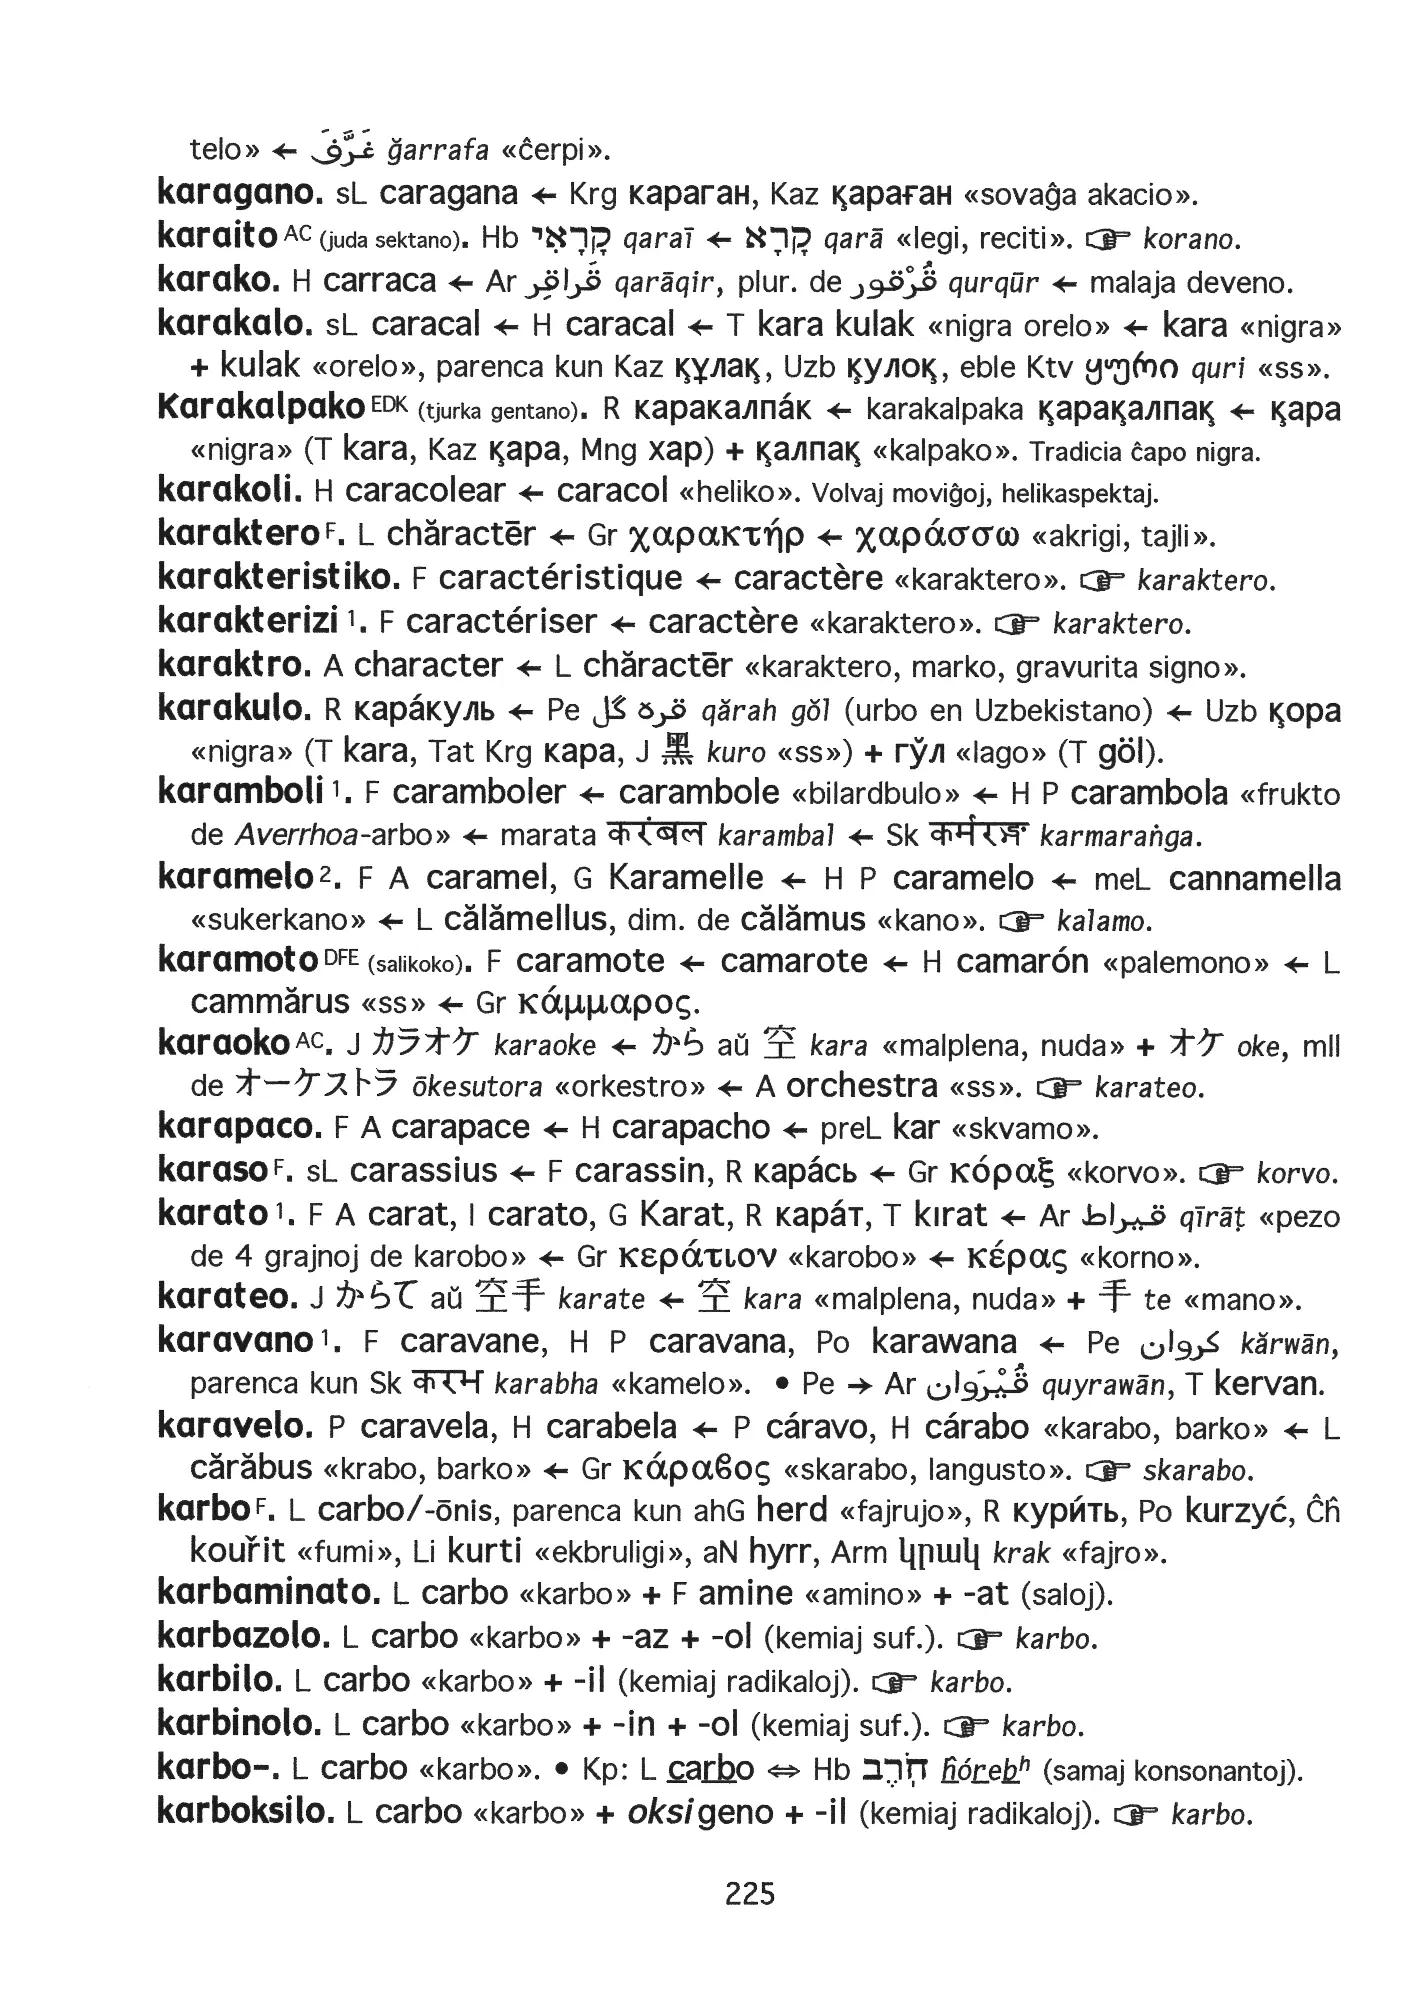 telo» ← غَرَّفَ ğarrafa «ĉerpi».
karagano. sL caragana ← Krg караган, Kaz қараған «sovaĝa akacio».
karaito AC (juda sektano). Hb קָרָאִי qaraī ← קָרָא qarā «legi, reciti». ☞ korano.
karako. H carraca ← Ar قَراقِر qarāqir, plur. de قُرْقور qurqūr ← malaja deveno.
karakalo. sL caracal ← H caracal ← T kara kulak «nigra orelo» ← kara «nigra»
+ kulak «orelo», parenca kun Kaz құлақ, Uzb қулоқ, eble Ktv ყური quri «ss».
Karakalpako EDK (tjurka gentano). R каракалпáк ← karakalpaka қарақалпақ ← қара
«nigra» (T kara, Kaz қара, Mng хар) + қалпақ «kalpako». Tradicia ĉapo nigra.
karakoli. H caracolear ← caracol «heliko». Volvaj moviĝoj, helikaspektaj.
karaktero F. L chăractēr ← Gr χαρακτήρ ← χαράσσω «akrigi, tajli».
karakteristiko. F caractéristique ← caractère «karaktero». ☞ karaktero.
karakterizi 1. F caractériser ← caractère «karaktero». ☞ karaktero.
karaktro. A character ← L chăractēr «karaktero, marko, gravurita signo».
karakulo. R карáкуль ← Pe قره گل qărah gŏl (urbo en Uzbekistano) ← Uzb қора
«nigra» (T kara, Tat Krg кара, J 黒 kuro «ss») + гўл «lago» (T göl).
karamboli 1. F caramboler ← carambole «bilardbulo» ← H P carambola «frukto
de Averrhoa-arbo» ← marata करंबल karambal ← Sk कर्मरङ्ग karmaraṅga.
karamelo 2. F A caramel, G Karamelle ← H P caramelo ← meL cannamella
«sukerkano» ← L călămellus, dim. de călămus «kano». ☞ kalamo.
karamoto DFE (salikoko). F caramote ← camarote ← H camarón «palemono» ← L
cammărus «ss» ← Gr κάμμαρος.
karaoko AC. J カラオケ karaoke ← から aŭ 空 kara «malplena, nuda» + オケ oke, mll
de オーケストラ ōkesutora «orkestro» ← A orchestra «ss». ☞ karateo.
karapaco. F A carapace ← H carapacho ← preL kar «skvamo».
karaso F. sL carassius ← F carassin, R карáсь ← Gr κόραξ «korvo». ☞ korvo.
karato 1. F A carat, I carato, G Karat, R карáт, T kırat ← Ar قيراط qīrāṭ «pezo
de 4 grajnoj de karobo» ← Gr κεράτιον «karobo» ← κέρας «korno».
karateo. J からて aŭ 空手 karate ← 空 kara «malplena, nuda» + 手 te «mano».
karavano 1. F caravane, H P caravana, Po karawana ← Pe كروان kărwān,
parenca kun Sk करभ karabha «kamelo». • Pe → Ar قُيْرَوان quyrawān, T kervan.
karavelo. P caravela, H carabela ← P cáravo, H cárabo «karabo, barko» ← L
cărăbus «krabo, barko» ← Gr κάραβος «skarabo, langusto». ☞ skarabo.
karbo F. L carbo/-ōnis, parenca kun ahG herd «fajrujo», R кури́ть, Po kurzyć, Ĉĥ
kouřit «fumi», Li kurti «ekbruligi», aN hyrr, Arm կրակ krak «fajro».
karbaminato. L carbo «karbo» + F amine «amino» + -at (saloj).
karbazolo. L carbo «karbo» + -az + -ol (kemiaj suf.). ☞ karbo.
karbilo. L carbo «karbo» + -il (kemiaj radikaloj). ☞ karbo.
karbinolo. L carbo «karbo» + -in + -ol (kemiaj suf.). ☞ karbo.
karbo-. L carbo «karbo». • Kp: L carbo ⇔ Hb חֹרֶב ĥórebʰ (samaj konsonantoj).
karboksilo. L carbo «karbo» + oksigeno + -il (kemiaj radikaloj). ☞ karbo.
225